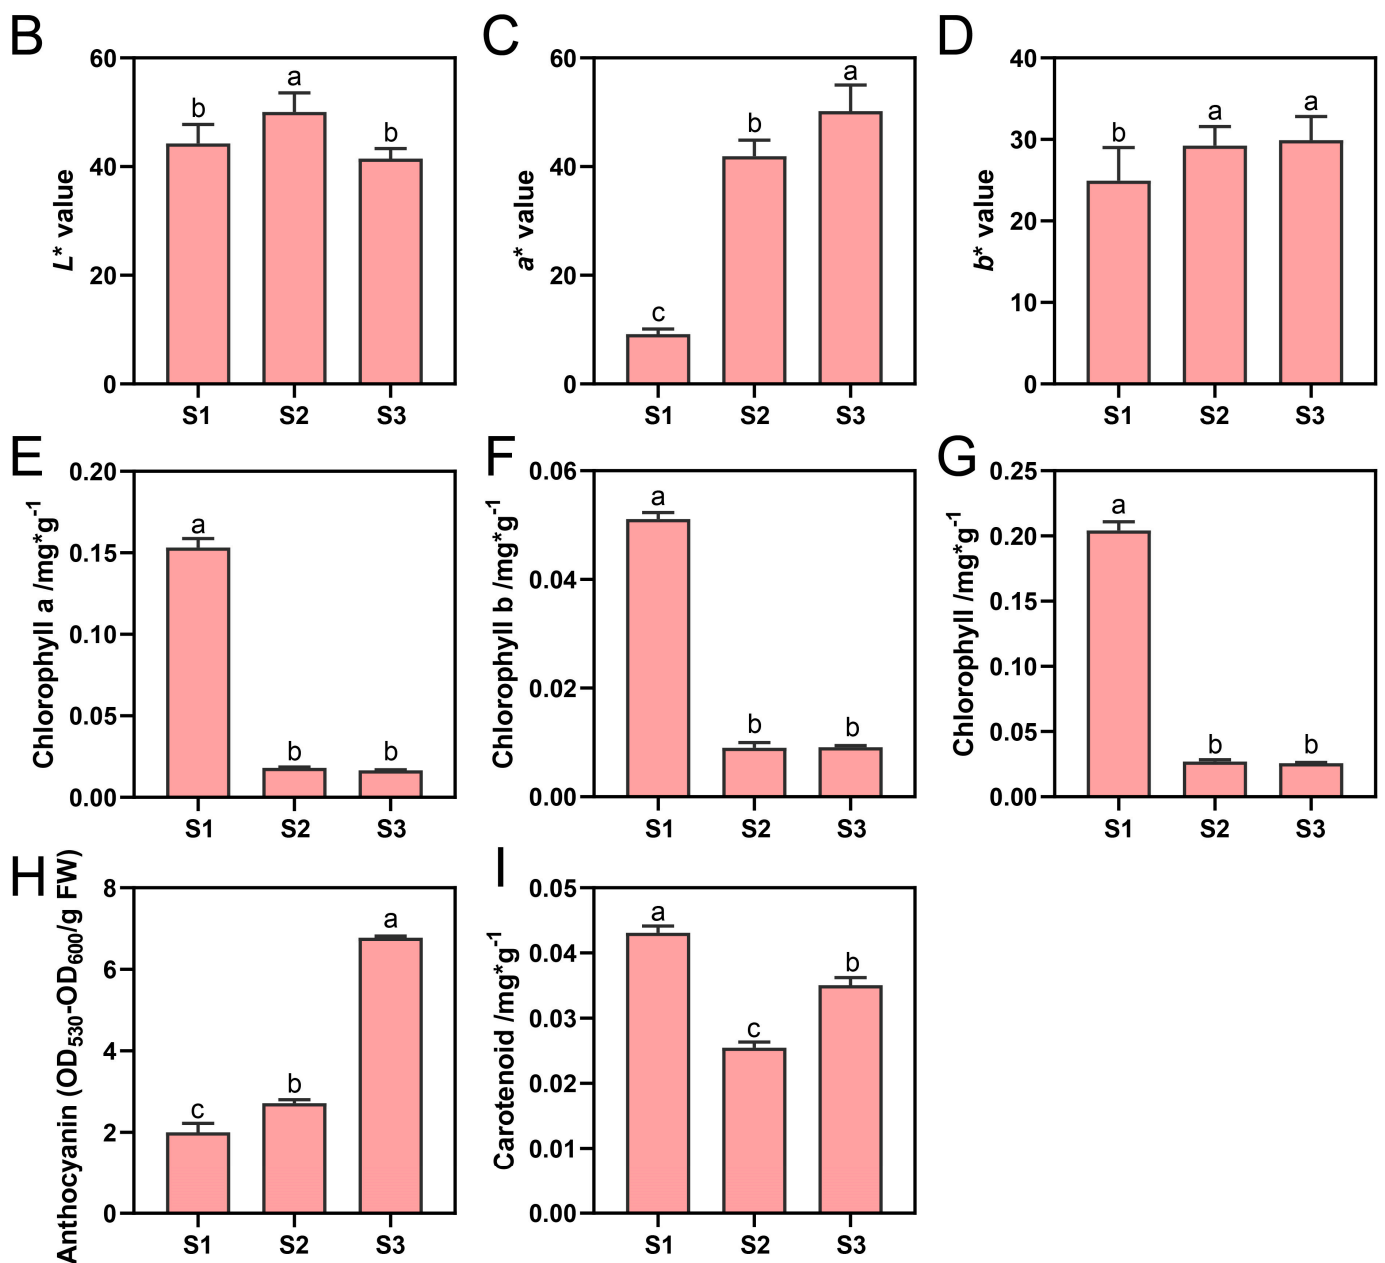 B
60
40
20
0
L* value
b
a
b
S1 S2 S3
C
60
40
20
0
a* value
c
b
a
S1 S2 S3
D
40
30
20
10
0
b* value
b
a
a
S1 S2 S3
E
0.20
0.15
0.10
0.05
0.00
Chlorophyll a /mg*g-1
a
b
b
S1 S2 S3
F
0.06
0.04
0.02
0.00
Chlorophyll b /mg*g-1
a
b
b
S1 S2 S3
G
0.25
0.20
0.15
0.10
0.05
0.00
Chlorophyll /mg*g-1
a
b
b
S1 S2 S3
H
8
6
4
2
0
Anthocyanin (OD530-OD600/g FW)
c
b
a
S1 S2 S3
I
0.05
0.04
0.03
0.02
0.01
0.00
Carotenoid /mg*g-1
a
c
b
S1 S2 S3